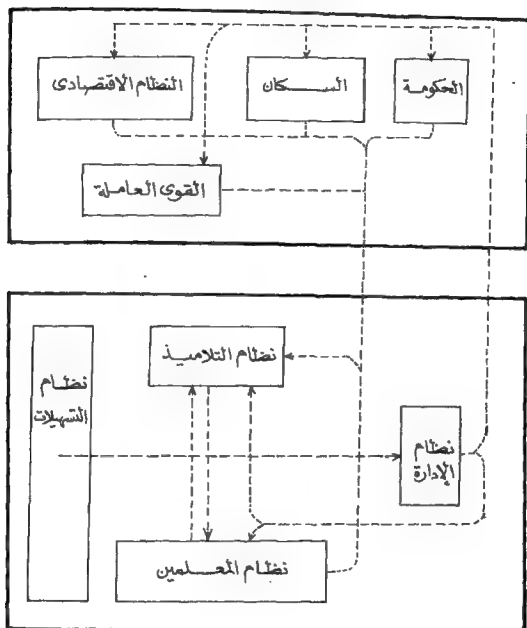 الحكومة
السكان
النظام الاقتصادى
القوى العاملة
نظام التلاميذ
نظام
التسهيلات
نظام
الإدارة
نظام المعلمين